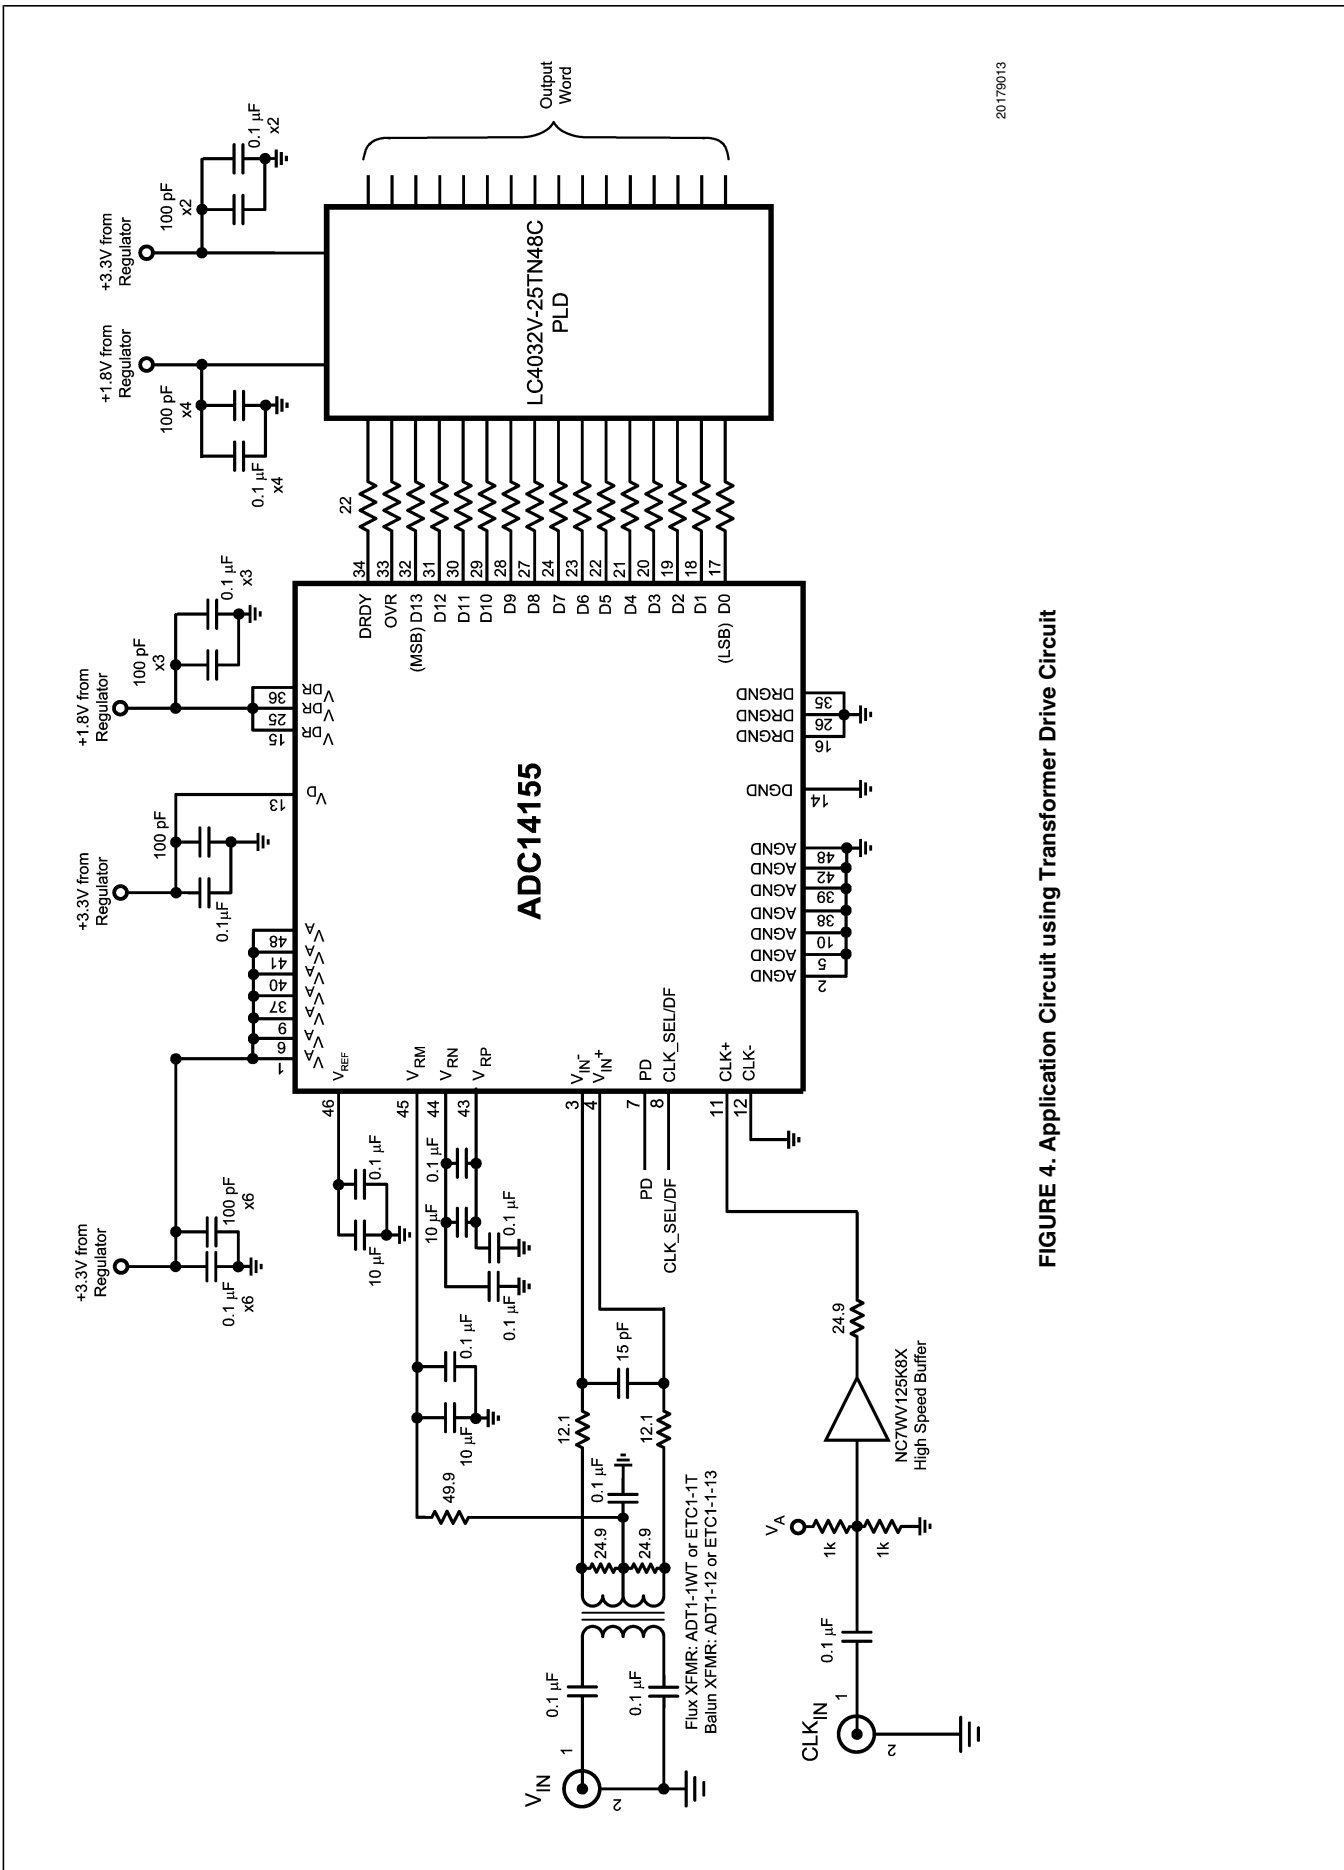 +3.3V from
Regulator
0.1 µF
x6
100 pF
x6
+3.3V from
Regulator
0.1µF
100 pF
+1.8V from
Regulator
100 pF
x3
0.1 µF
x3
+1.8V from
Regulator
0.1 µF
x4
100 pF
x4
+3.3V from
Regulator
100 pF
x2
0.1 µF
x2
1 6 9 37 40 41 48
VA VA VA VA VA VA VA
13
VD
15 25 36
VDR VDR VDR
46
VREF
10 µF
0.1 µF
45
VRM
10 µF
0.1 µF
49.9
44
VRN
43
VRP
10 µF
0.1 µF
0.1 µF
0.1 µF
VIN
1
2
0.1 µF
0.1 µF
24.9
24.9
0.1 µF
12.1
12.1
15 pF
3
VIN-
4
VIN+
Flux XFMR: ADT1-1WT or ETC1-1T
Balun XFMR: ADT1-12 or ETC1-1-13
PD
7
PD
CLK_SEL/DF
8
CLK_SEL/DF
11
CLK+
12
CLK-
CLKIN
1
2
0.1 µF
VA
1k
1k
NC7WV125K8X
High Speed Buffer
24.9
ADC14155
AGND AGND AGND AGND AGND AGND AGND
2 5 10 38 39 42 48
DGND
14
DRGND DRGND DRGND
16 26 35
DRDY 34
22
OVR 33
(MSB) D13 32
D12 31
D11 30
D10 29
D9 28
D8 27
D7 24
D6 23
D5 22
D4 21
D3 20
D2 19
D1 18
(LSB) D0 17
LC4032V-25TN48C
PLD
Output
Word
20179013
FIGURE 4. Application Circuit using Transformer Drive Circuit